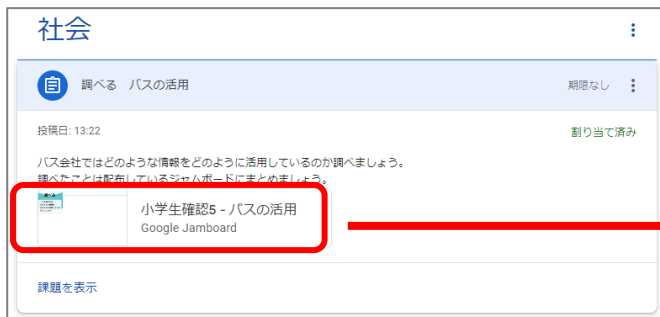 社会
調べる バスの活用
期限なし
投稿日: 13:22
割り当て済み
バス会社ではどのような情報をどのように活用しているのか調べましょう。
調べたことは配布しているジャムボードにまとめましょう。
小学生確認5 - バスの活用
Google Jamboard
課題を表示